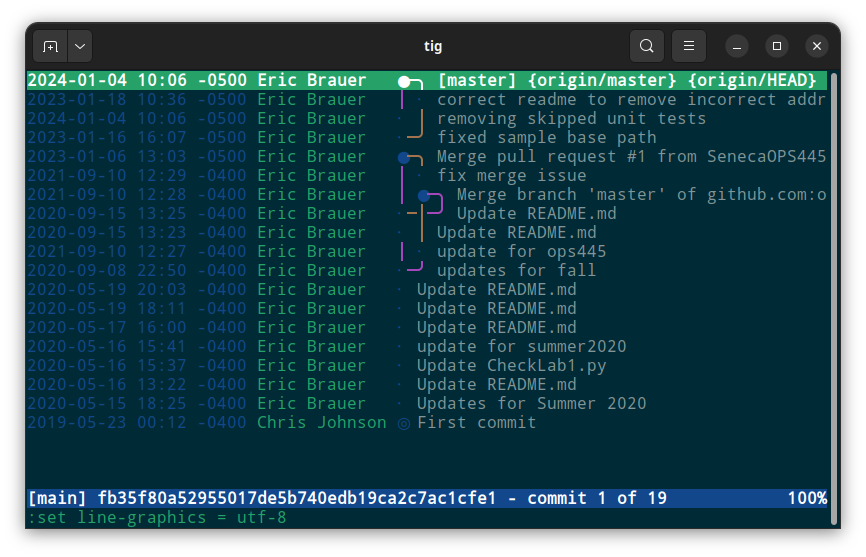 tig
2024-01-04 10:06 -0500 Eric Brauer [master] {origin/master} {origin/HEAD}
2023-01-18 10:36 -0500 Eric Brauer correct readme to remove incorrect addr
2024-01-04 10:06 -0500 Eric Brauer removing skipped unit tests
2023-01-16 16:07 -0500 Eric Brauer fixed sample base path
2023-01-06 13:03 -0500 Eric Brauer Merge pull request #1 from SenecaOPS445
2021-09-10 12:29 -0400 Eric Brauer fix merge issue
2021-09-10 12:28 -0400 Eric Brauer Merge branch 'master' of github.com:o
2020-09-15 13:25 -0400 Eric Brauer Update README.md
2020-09-15 13:23 -0400 Eric Brauer Update README.md
2021-09-10 12:27 -0400 Eric Brauer update for ops445
2020-09-08 22:50 -0400 Eric Brauer updates for fall
2020-05-19 20:03 -0400 Eric Brauer Update README.md
2020-05-19 18:11 -0400 Eric Brauer Update README.md
2020-05-17 16:00 -0400 Eric Brauer Update README.md
2020-05-16 15:41 -0400 Eric Brauer update for summer2020
2020-05-16 15:37 -0400 Eric Brauer Update CheckLab1.py
2020-05-16 13:22 -0400 Eric Brauer Update README.md
2020-05-15 18:25 -0400 Eric Brauer Updates for Summer 2020
2019-05-23 00:12 -0400 Chris Johnson First commit
[main] fb35f80a52955017de5b740edb19ca2c7ac1cfe1 - commit 1 of 19 100%
:set line-graphics = utf-8